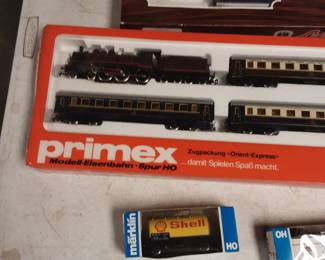 primex
Zugpackung »Orient-Express«
Modell-Eisenbahn · Spur HO
...damit Spielen Spaß macht.
märklin
Shell
HO
HO